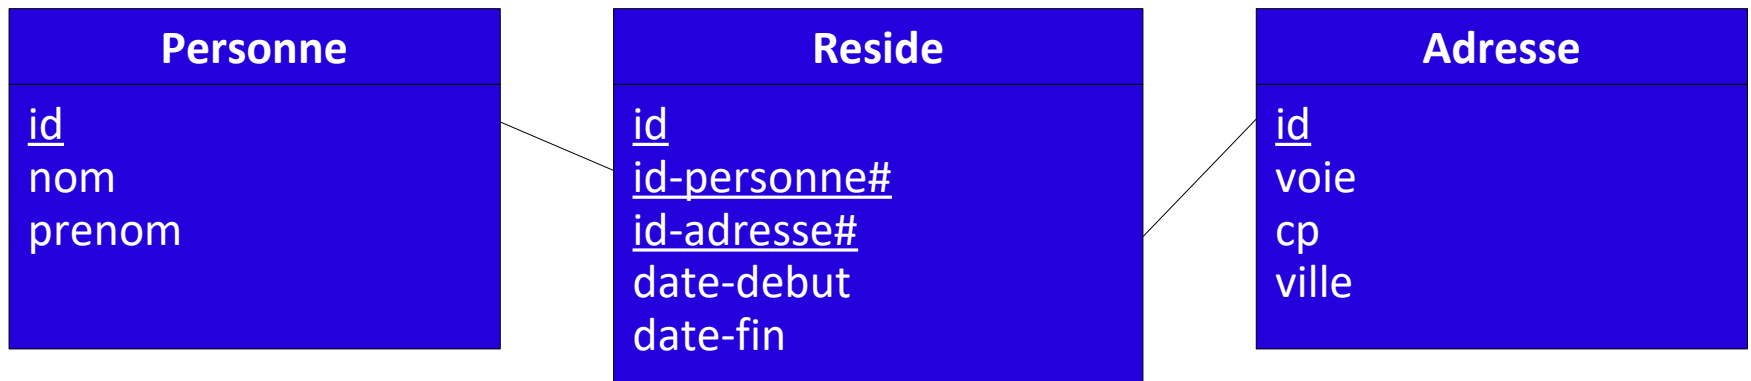 Personne
id
nom
prenom
Reside
id
id-personne#
id-adresse#
date-debut
date-fin
Adresse
id
voie
cp
ville